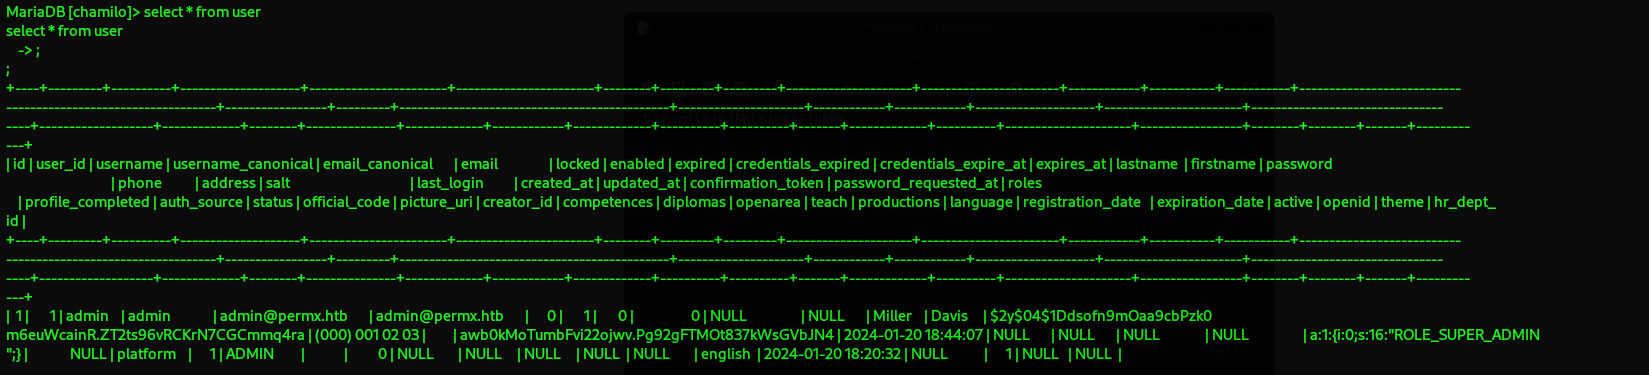 MariaDB [chamilo]> select * from user
select * from user
    -> ;
;
+----+---------+----------+--------------------+-----------------------+-----------------------+--------+---------+---------+---------------------+-----------------------+------------+-----------+-----------+---------------------------
-----------------------------------+-----------------+---------+---------------------------------------------+---------------------+------------+------------+--------------------+-----------------------+--------------------------------
----+-------------------+-------------+--------+---------------+-------------+------------+-------------+----------+------+--------------+----------+---------------------+-----------------+--------+--------+-------+---------
---+
| id | user_id | username | username_canonical | email_canonical | email | locked | enabled | expired | credentials_expired | credentials_expire_at | expires_at | lastname | firstname | password
| phone | address | salt | last_login | created_at | updated_at | confirmation_token | password_requested_at | roles
| profile_completed | auth_source | status | official_code | picture_uri | creator_id | competences | diplomas | openarea | teach | productions | language | registration_date | expiration_date | active | openid | theme | hr_dept_
id |
+----+---------+----------+--------------------+-----------------------+-----------------------+--------+---------+---------+---------------------+-----------------------+------------+-----------+-----------+---------------------------
-----------------------------------+-----------------+---------+---------------------------------------------+---------------------+------------+------------+--------------------+-----------------------+--------------------------------
----+-------------------+-------------+--------+---------------+-------------+------------+-------------+----------+------+--------------+----------+---------------------+-----------------+--------+--------+-------+---------
---+
| 1 | 1 | admin | admin | admin@permx.htb | admin@permx.htb | 0 | 1 | 0 | 0 | NULL | NULL | Miller | Davis | $2y$04$1Ddsofn9mOaa9cbPzk0
m6euWcainR.ZT2ts96vRCKrN7CGCmmq4ra | (000) 001 02 03 | | awb0kMoTumbFvi22ojwv.Pg92gFTMOt837kWsGVbJN4 | 2024-01-20 18:44:07 | NULL | NULL | NULL | NULL | a:1:{i:0;s:16:"ROLE_SUPER_ADMIN
";} | NULL | platform | 1 | ADMIN | | 0 | NULL | NULL | NULL | NULL | NULL | english | 2024-01-20 18:20:32 | NULL | 1 | NULL | NULL |